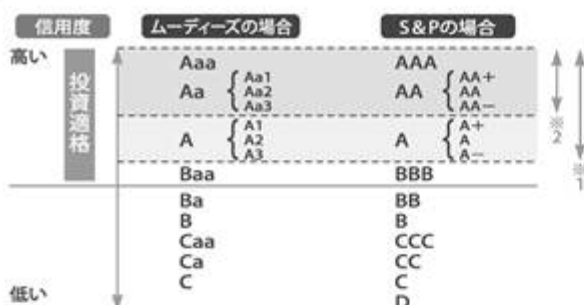 信用度 ムーディーズの場合 S&Pの場合
高い
投資適格
Aaa AAA
Aa Aa1 Aa2 Aa3 AA AA+ AA AA−
A A1 A2 A3 A A+ A A−
Baa BBB
Ba BB
B B
Caa CCC
Ca CC
C C
低い D
※2
※1